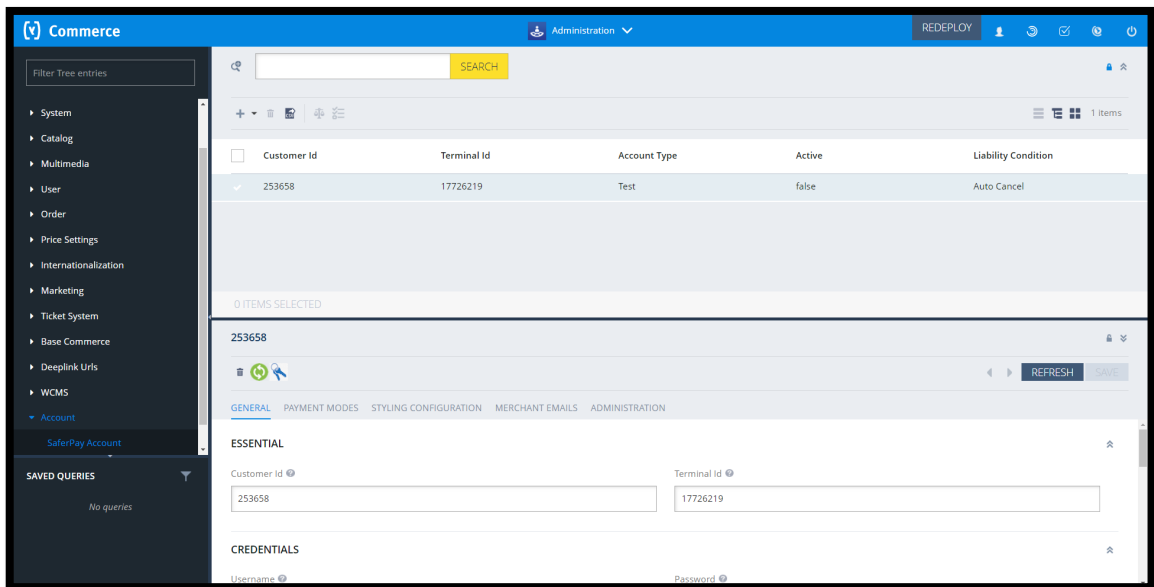 (y) Commerce
Administration
REDEPLOY
Filter Tree entries
System
Catalog
Multimedia
User
Order
Price Settings
Internationalization
Marketing
Ticket System
Base Commerce
Deeplink Urls
WCMS
Account
SaferPay Account
SAVED QUERIES
No queries
SEARCH
1 items
Customer Id Terminal Id Account Type Active Liability Condition
253658 17726219 Test false Auto Cancel
0 ITEMS SELECTED
253658
REFRESH SAVE
GENERAL PAYMENT MODES STYLING CONFIGURATION MERCHANT EMAILS ADMINISTRATION
ESSENTIAL
Customer Id Terminal Id
253658 17726219
CREDENTIALS
Username Password